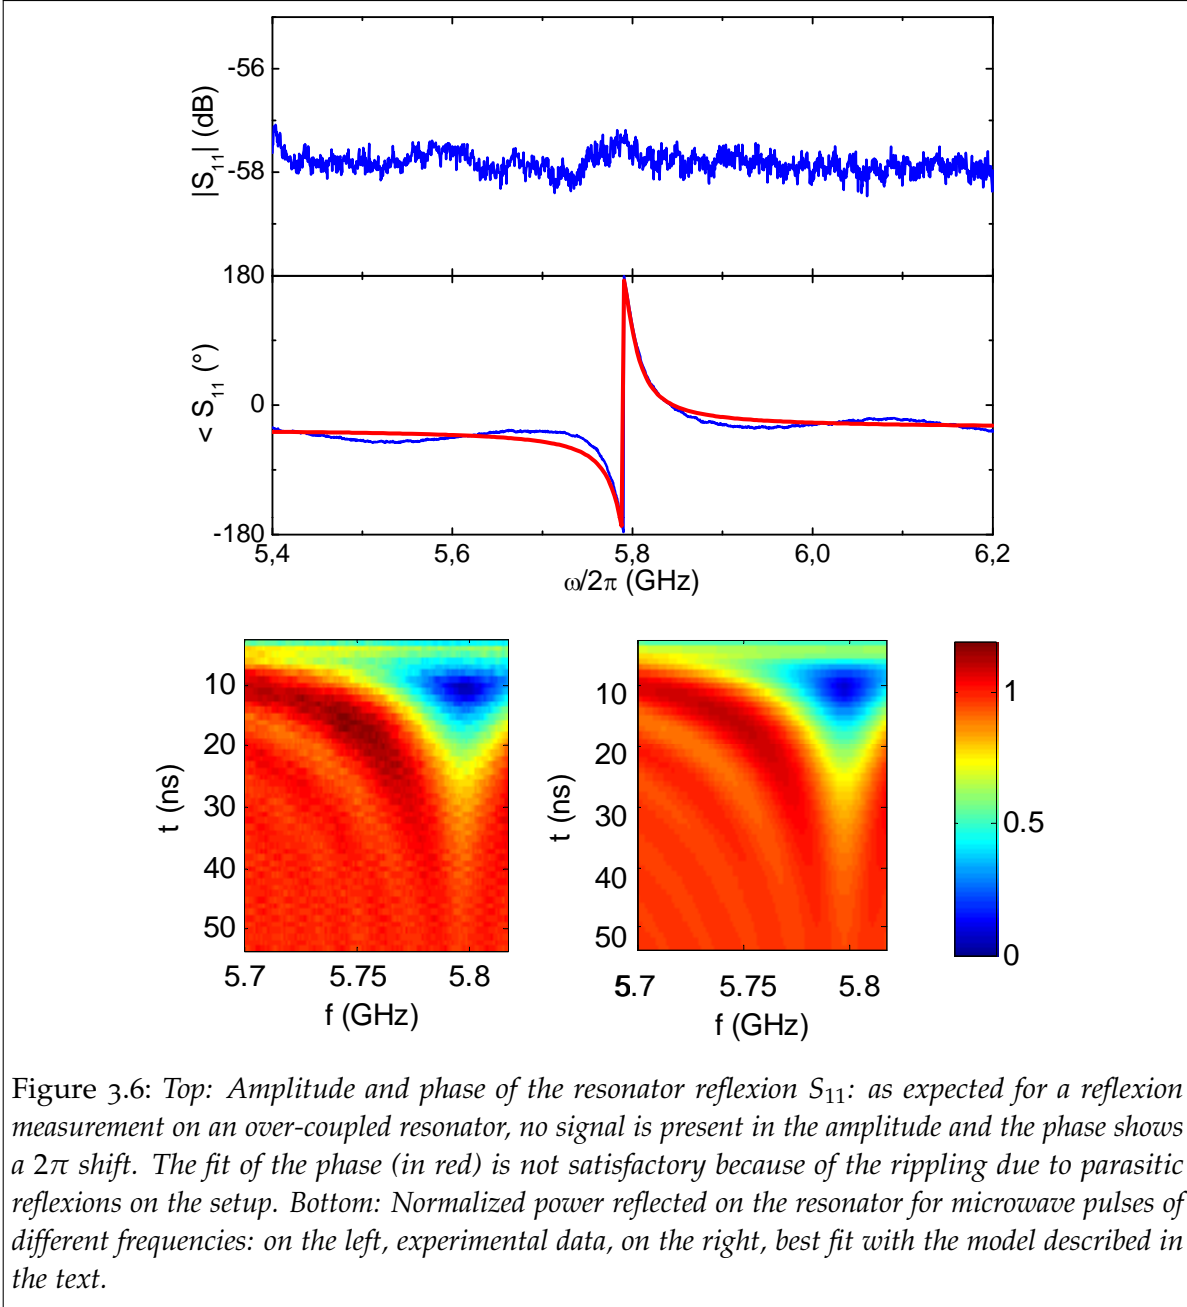 -56
-58
|S11| (dB)
180
0
-180
< S11 (°)
5,4 5,6 5,8 6,0 6,2
ω/2π (GHz)
10
20
30
40
50
t (ns)
5.7 5.75 5.8
f (GHz)
10
20
30
40
50
t (ns)
5.7 5.75 5.8
f (GHz)
1
0.5
0
Figure 3.6: Top: Amplitude and phase of the resonator reflexion S11: as expected for a reflexion
measurement on an over-coupled resonator, no signal is present in the amplitude and the phase shows
a 2π shift. The fit of the phase (in red) is not satisfactory because of the rippling due to parasitic
reflexions on the setup. Bottom: Normalized power reflected on the resonator for microwave pulses of
different frequencies: on the left, experimental data, on the right, best fit with the model described in
the text.